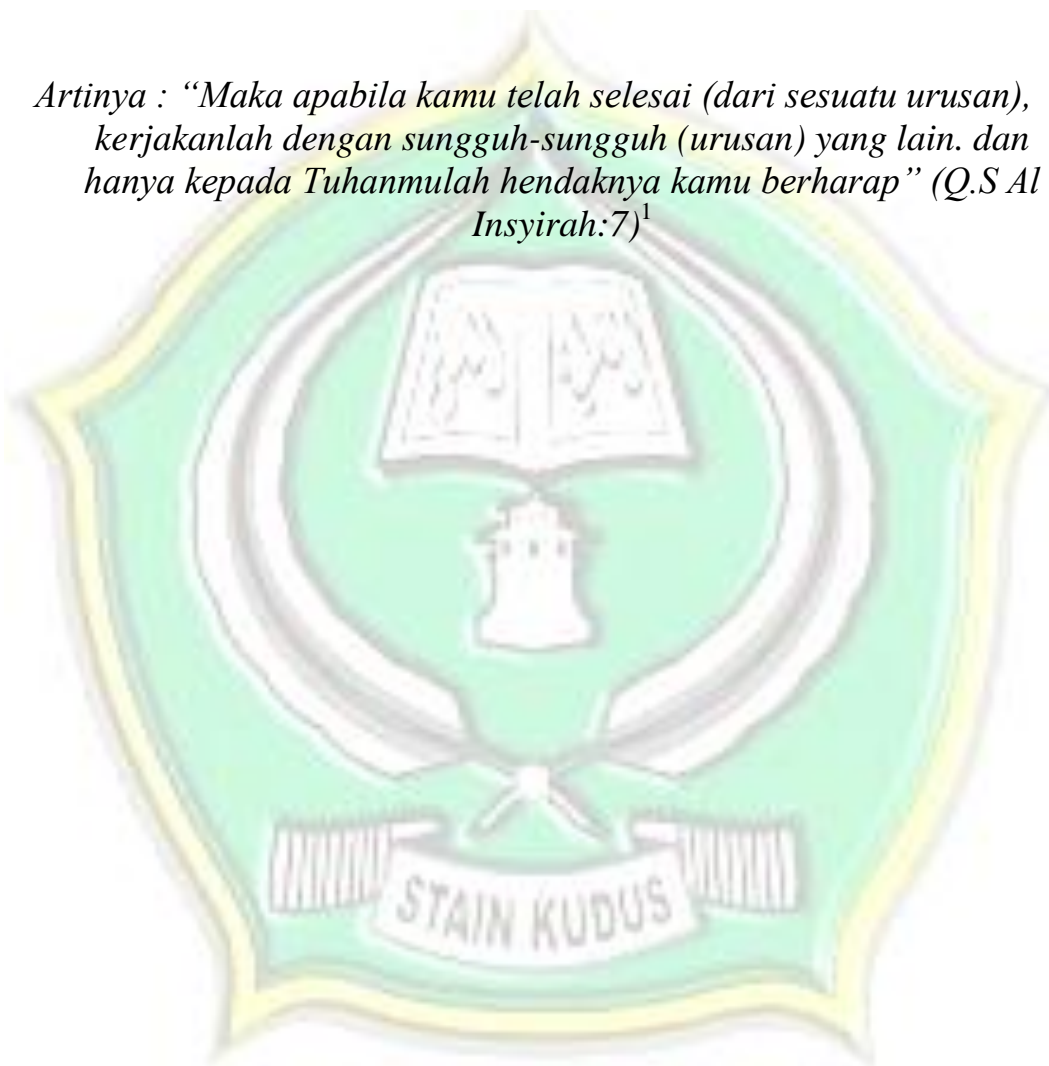 Artinya : “Maka apabila kamu telah selesai (dari sesuatu urusan),
kerjakanlah dengan sungguh-sungguh (urusan) yang lain. dan
hanya kepada Tuhanmulah hendaknya kamu berharap” (Q.S Al
Insyirah:7)¹
STAIN KUDUS